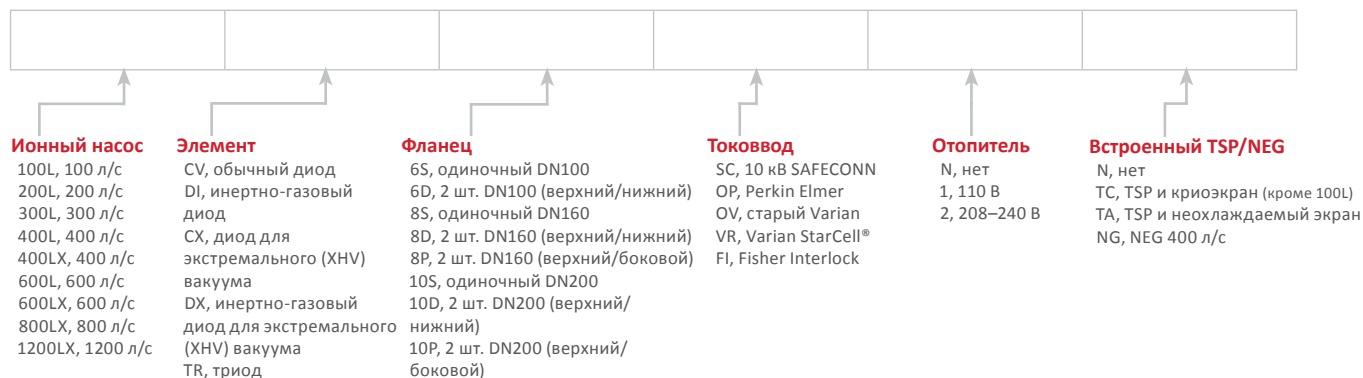 Ионный насос
100L, 100 л/с
200L, 200 л/с
300L, 300 л/с
400L, 400 л/с
400LX, 400 л/с
600L, 600 л/с
600LX, 600 л/с
800LX, 800 л/с
1200LX, 1200 л/с
Элемент
CV, обычный диод
DI, инертно-газовый
диод
CX, диод для
экстремального (XHV)
вакуума
DX, инертно-газовый
диод для экстремального
(XHV) вакуума
TR, триод
Фланец
6S, одиночный DN100
6D, 2 шт. DN100 (верхний/нижний)
8S, одиночный DN160
8D, 2 шт. DN160 (верхний/нижний)
8P, 2 шт. DN160 (верхний/боковой)
10S, одиночный DN200
10D, 2 шт. DN200 (верхний/
нижний)
10P, 2 шт. DN200 (верхний/
боковой)
Токоввод
SC, 10 кВ SAFECONN
OP, Perkin Elmer
OV, старый Varian
VR, Varian StarCell®
FI, Fisher Interlock
Отопитель
N, нет
1, 110 В
2, 208–240 В
Встроенный TSP/NEG
N, нет
TC, TSP и криоэкран (кроме 100L)
TA, TSP и неохлаждаемый экран
NG, NEG 400 л/с